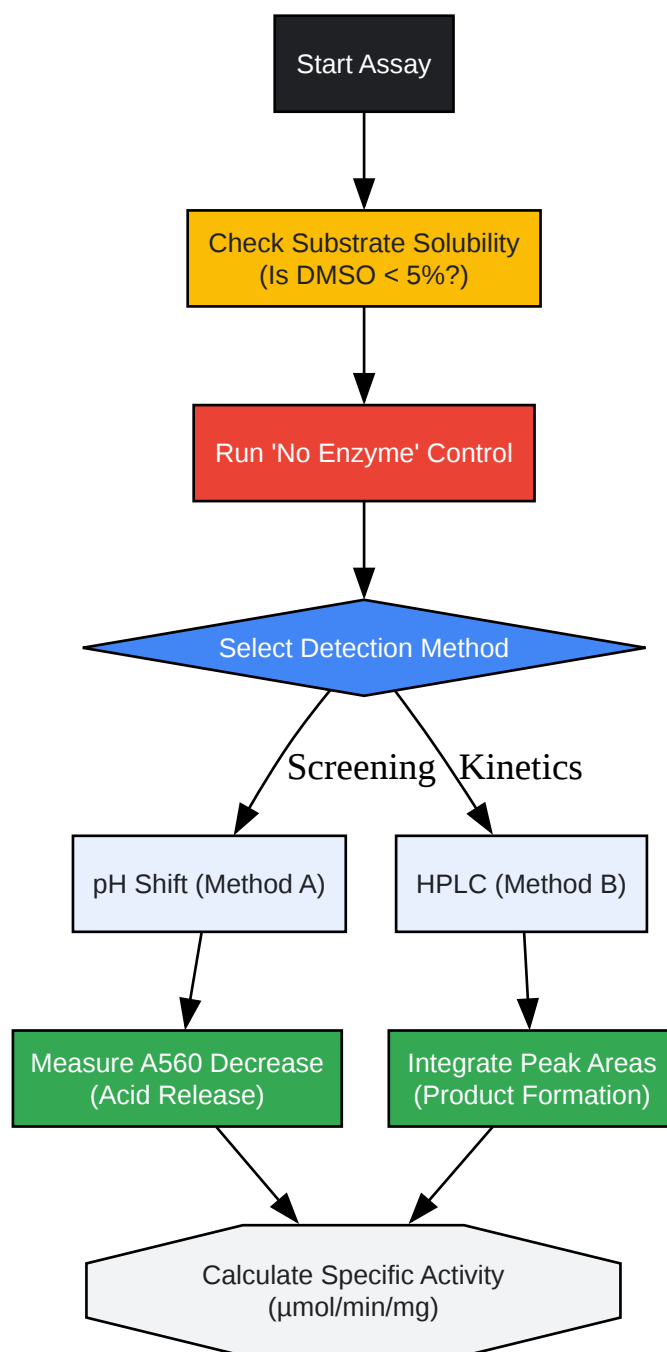 Start Assay
Check Substrate Solubility
(Is DMSO < 5%?)
Run 'No Enzyme' Control
Select Detection Method
Screening
Kinetics
pH Shift (Method A)
HPLC (Method B)
Measure A560 Decrease
(Acid Release)
Integrate Peak Areas
(Product Formation)
Calculate Specific Activity
(µmol/min/mg)